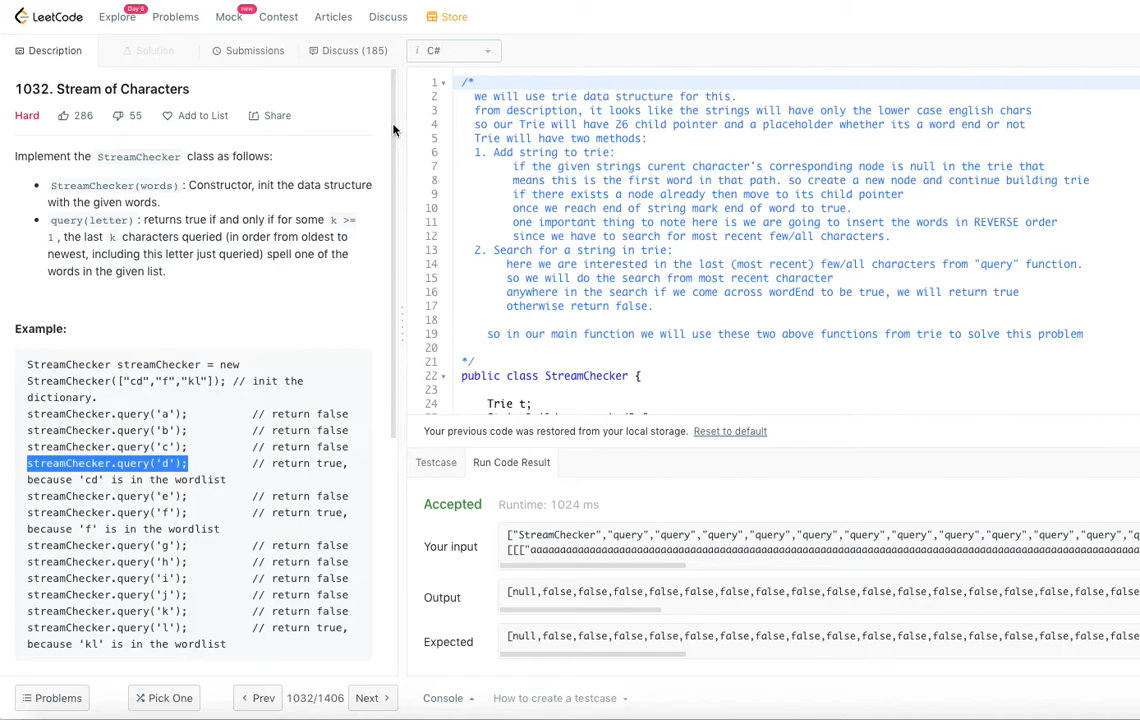 LeetCode Explore Day 6 Problems Mock new Contest Articles Discuss Store
Description Solution Submissions Discuss (185) i C#
1032. Stream of Characters
Hard 286 55 Add to List Share
Implement the StreamChecker class as follows:
• StreamChecker(words) : Constructor, init the data structure
with the given words.
• query(letter) : returns true if and only if for some k >=
1 , the last k characters queried (in order from oldest to
newest, including this letter just queried) spell one of the
words in the given list.
Example:
StreamChecker streamChecker = new
StreamChecker(["cd","f","kl"]); // init the
dictionary.
streamChecker.query('a'); // return false
streamChecker.query('b'); // return false
streamChecker.query('c'); // return false
streamChecker.query('d'); // return true,
because 'cd' is in the wordlist
streamChecker.query('e'); // return false
streamChecker.query('f'); // return true,
because 'f' is in the wordlist
streamChecker.query('g'); // return false
streamChecker.query('h'); // return false
streamChecker.query('i'); // return false
streamChecker.query('j'); // return false
streamChecker.query('k'); // return false
streamChecker.query('l'); // return true,
because 'kl' is in the wordlist
Problems Pick One < Prev 1032/1406 Next >
1 /*
2 we will use trie data structure for this.
3 from description, it looks like the strings will have only the lower case english chars
4 so our Trie will have 26 child pointer and a placeholder whether its a word end or not
5 Trie will have two methods:
6 1. Add string to trie:
7 if the given strings curent character's corresponding node is null in the trie that
8 means this is the first word in that path. so create a new node and continue building trie
9 if there exists a node already then move to its child pointer
10 once we reach end of string mark end of word to true.
11 one important thing to note here is we are going to insert the words in REVERSE order
12 since we have to search for most recent few/all characters.
13 2. Search for a string in trie:
14 here we are interested in the last (most recent) few/all characters from "query" function.
15 so we will do the search from most recent character
16 anywhere in the search if we come across wordEnd to be true, we will return true
17 otherwise return false.
18
19 so in our main function we will use these two above functions from trie to solve this problem
20
21 */
22 public class StreamChecker {
23
24 Trie t;
Your previous code was restored from your local storage. Reset to default
Testcase Run Code Result
Accepted Runtime: 1024 ms
Your input
["StreamChecker","query","query","query","query","query","query","query","query","query","query","query","q
Output
[null,false,false,false,false,false,false,false,false,false,false,false,false,false,false,false,false,false
Expected
[null,false,false,false,false,false,false,false,false,false,false,false,false,false,false,false,false,false
Console How to create a testcase